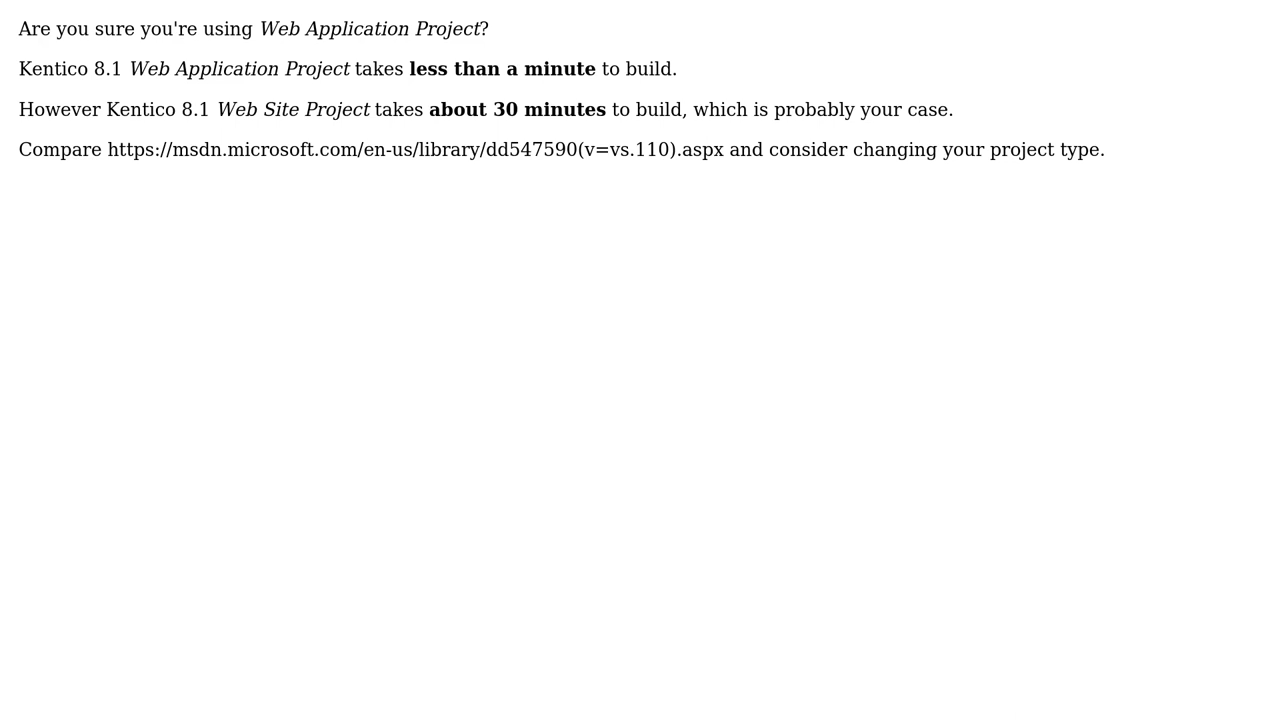 Are you sure you're using Web Application Project?
Kentico 8.1 Web Application Project takes less than a minute to build.
However Kentico 8.1 Web Site Project takes about 30 minutes to build, which is probably your case.
Compare https://msdn.microsoft.com/en-us/library/dd547590(v=vs.110).aspx and consider changing your project type.